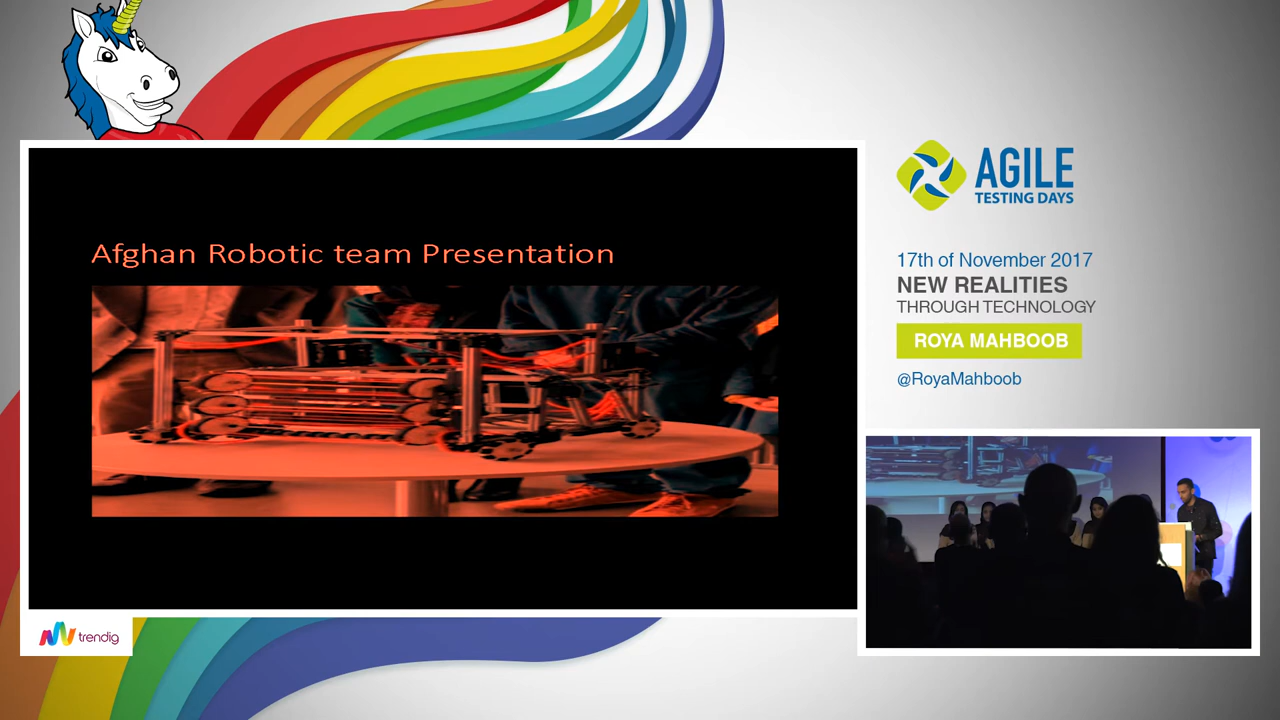 Afghan Robotic team Presentation
AGILE
TESTING DAYS
17th of November 2017
NEW REALITIES
THROUGH TECHNOLOGY
ROYA MAHBOOB
@RoyaMahboob
trendig